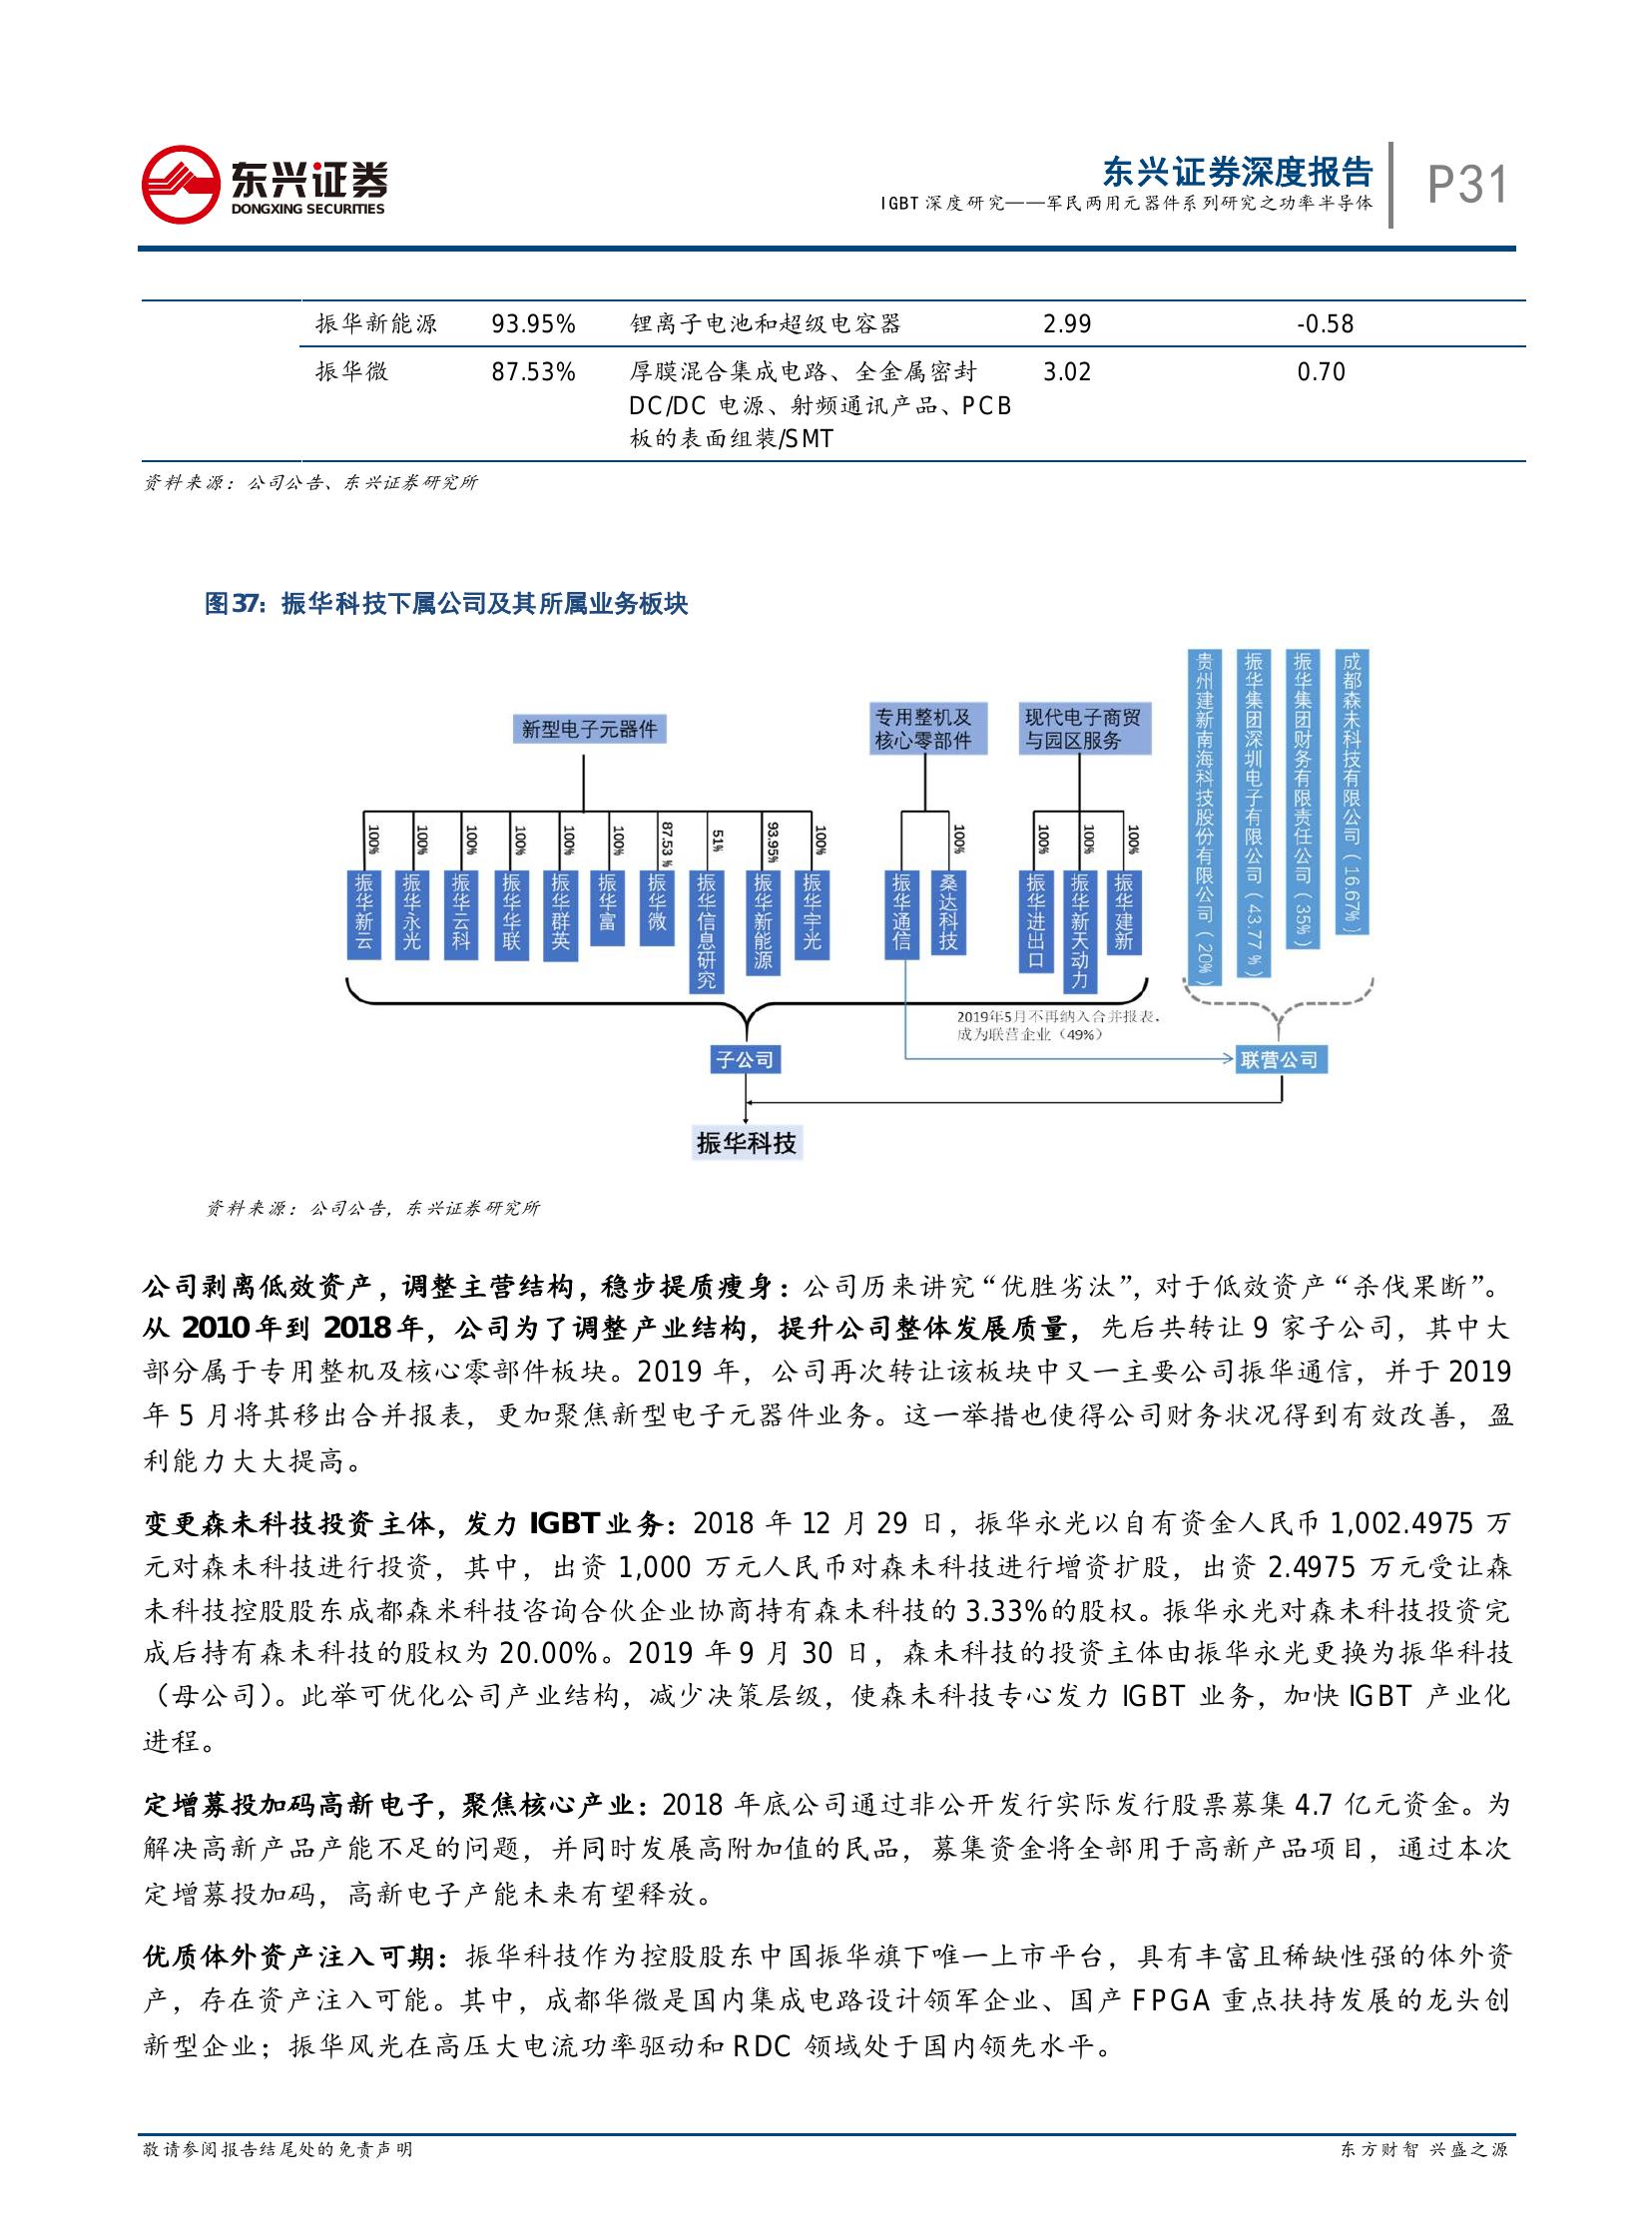 东兴证券
DONGXING SECURITIES
东兴证券深度报告
IGBT 深度研究——军民两用元器件系列研究之功率半导体
P31
振华新能源 93.95% 锂离子电池和超级电容器 2.99 -0.58
振华微 87.53% 厚膜混合集成电路、全金属密封 3.02 0.70
DC/DC 电源、射频通讯产品、PCB
板的表面组装/SMT
资料来源：公司公告、东兴证券研究所
图37：振华科技下属公司及其所属业务板块
新型电子元器件
专用整机及
核心零部件
现代电子商贸
与园区服务
贵州建新南海科技股份有限公司（20%）
振华集团深圳电子有限公司（43.77 %）
振华集团财务有限责任公司（35%）
成都森未科技有限公司（16.67%）
100% 100% 100% 100% 100% 100% 87.53 % 51% 93.95% 100% 100% 100% 100% 100%
振华新云
振华永光
振华云科
振华华联
振华群英
振华富
振华微
振华信息研究
振华新能源
振华宇光
振华通信
桑达科技
振华进出口
振华新天动力
振华建新
2019年5月不再纳入合并报表，
成为联营企业（49%）
子公司
联营公司
振华科技
资料来源：公司公告，东兴证券研究所
公司剥离低效资产，调整主营结构，稳步提质瘦身：公司历来讲究“优胜劣汰”，对于低效资产“杀伐果断”。
从 2010年到 2018年，公司为了调整产业结构，提升公司整体发展质量，先后共转让 9 家子公司，其中大
部分属于专用整机及核心零部件板块。2019 年，公司再次转让该板块中又一主要公司振华通信，并于 2019
年 5 月将其移出合并报表，更加聚焦新型电子元器件业务。这一举措也使得公司财务状况得到有效改善，盈
利能力大大提高。
变更森未科技投资主体，发力 IGBT业务：2018 年 12 月 29 日，振华永光以自有资金人民币 1,002.4975 万
元对森未科技进行投资，其中，出资 1,000 万元人民币对森未科技进行增资扩股，出资 2.4975 万元受让森
未科技控股股东成都森米科技咨询合伙企业协商持有森未科技的 3.33%的股权。振华永光对森未科技投资完
成后持有森未科技的股权为 20.00%。2019 年 9 月 30 日，森未科技的投资主体由振华永光更换为振华科技
（母公司）。此举可优化公司产业结构，减少决策层级，使森未科技专心发力 IGBT 业务，加快 IGBT 产业化
进程。
定增募投加码高新电子，聚焦核心产业：2018 年底公司通过非公开发行实际发行股票募集 4.7 亿元资金。为
解决高新产品产能不足的问题，并同时发展高附加值的民品，募集资金将全部用于高新产品项目，通过本次
定增募投加码，高新电子产能未来有望释放。
优质体外资产注入可期：振华科技作为控股股东中国振华旗下唯一上市平台，具有丰富且稀缺性强的体外资
产，存在资产注入可能。其中，成都华微是国内集成电路设计领军企业、国产 FPGA 重点扶持发展的龙头创
新型企业；振华风光在高压大电流功率驱动和 RDC 领域处于国内领先水平。
敬请参阅报告结尾处的免责声明
东方财智 兴盛之源